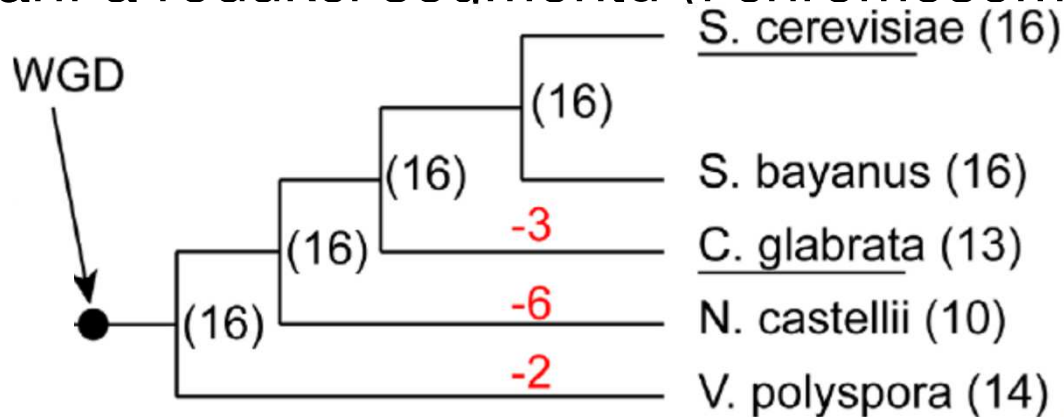 S. cerevisiae (16)
WGD
(16)
S. bayanus (16)
(16)
-3
C. glabrata (13)
(16)
-6
N. castellii (10)
(16)
-2
V. polyspora (14)